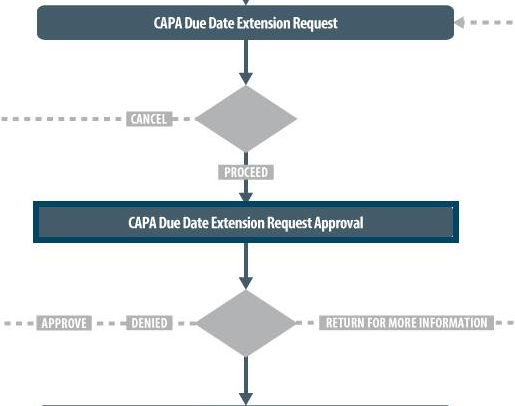 CAPA Due Date Extension Request
CANCEL
PROCEED
CAPA Due Date Extension Request Approval
APPROVE
DENIED
RETURN FOR MORE INFORMATION